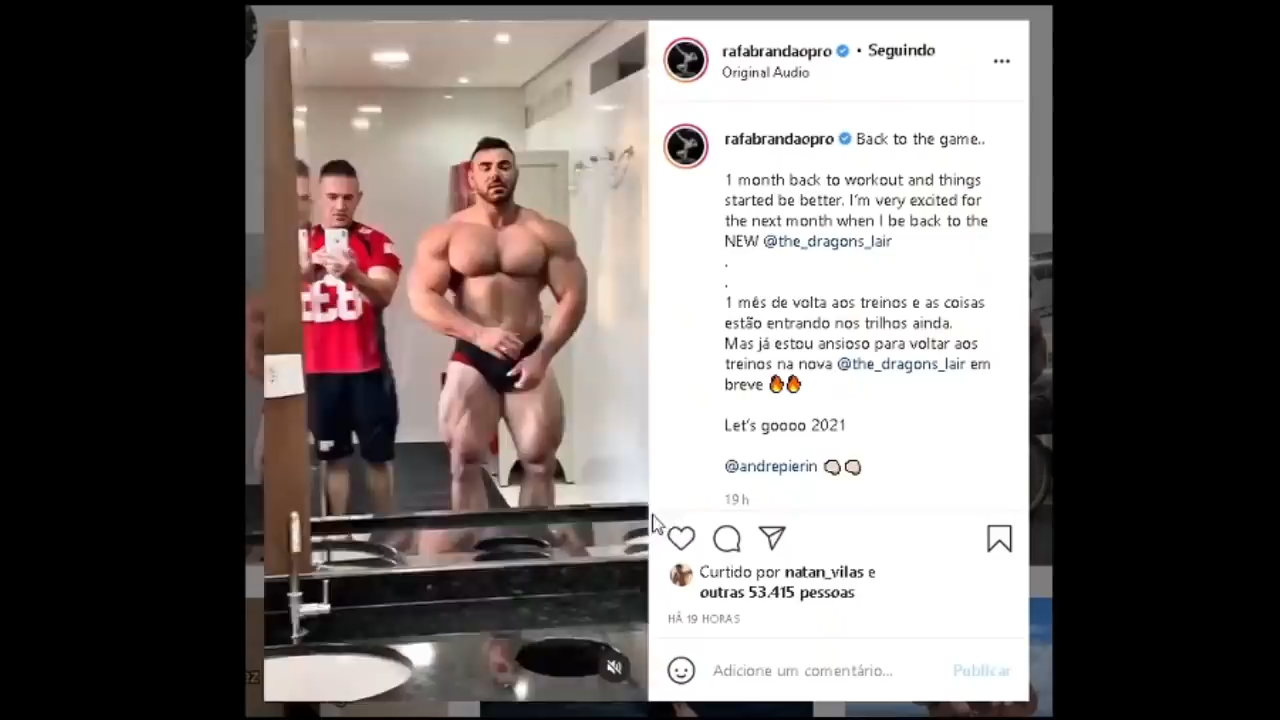 rafabrandaopro • Seguindo
Original Audio
rafabrandaopro Back to the game..
1 month back to workout and things
started be better. I'm very excited for
the next month when I be back to the
NEW @the_dragons_lair
.
.
1 mês de volta aos treinos e as coisas
estão entrando nos trilhos ainda.
Mas já estou ansioso para voltar aos
treinos na nova @the_dragons_lair em
breve 🔥🔥
Let's goooo 2021
@andrepierin 👊🏻👊🏻
19 h
Curtido por natan_vilas e
outras 53.415 pessoas
HÁ 19 HORAS
Adicione um comentário...
Publicar